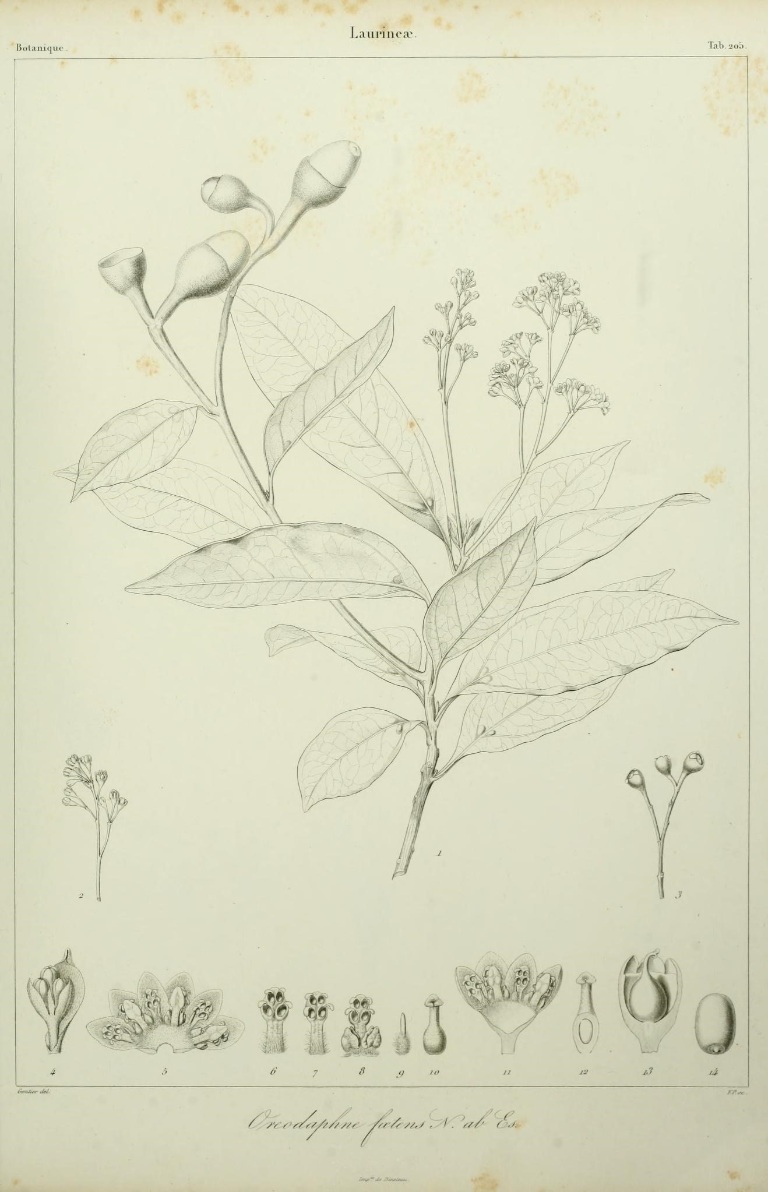 Laurineæ.
Botanique.
Tab. 205.
1
2
3
4
5
6
7
8
9
10
11
12
13
14
del.
Oreodaphne fœtens N. ab Es.